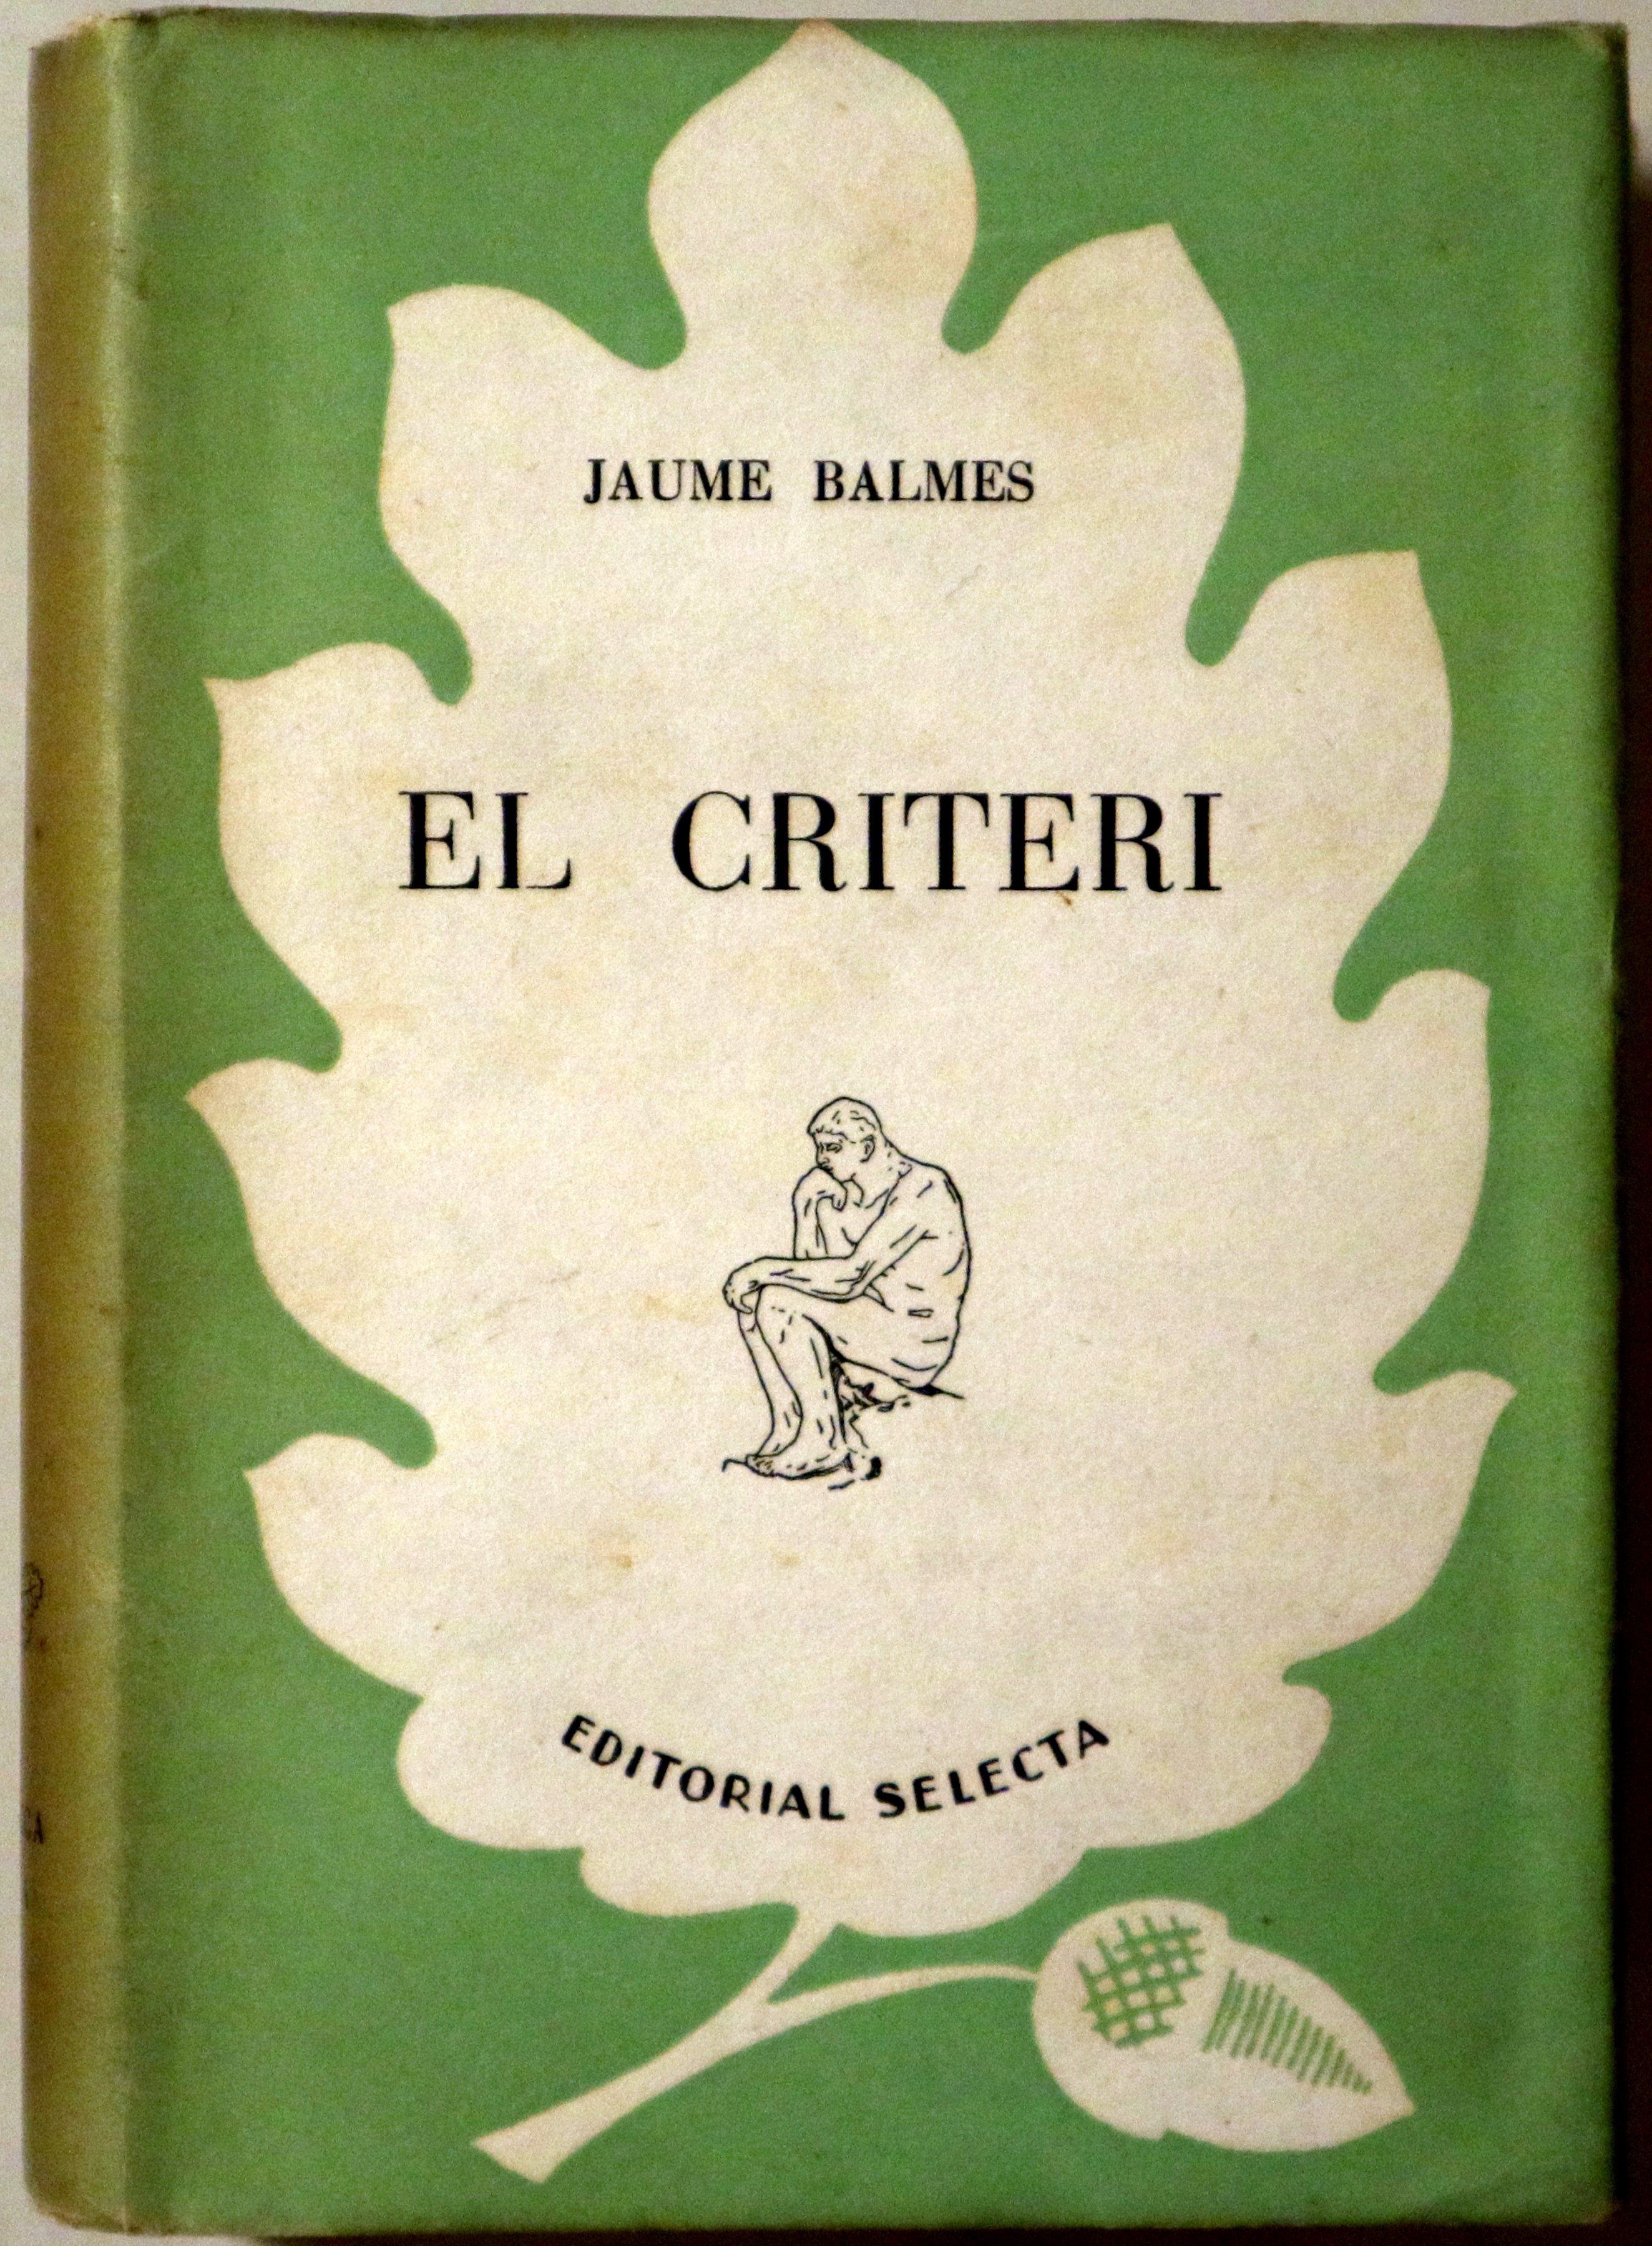 JAUME BALMES
EL CRITERI
EDITORIAL SELECTA